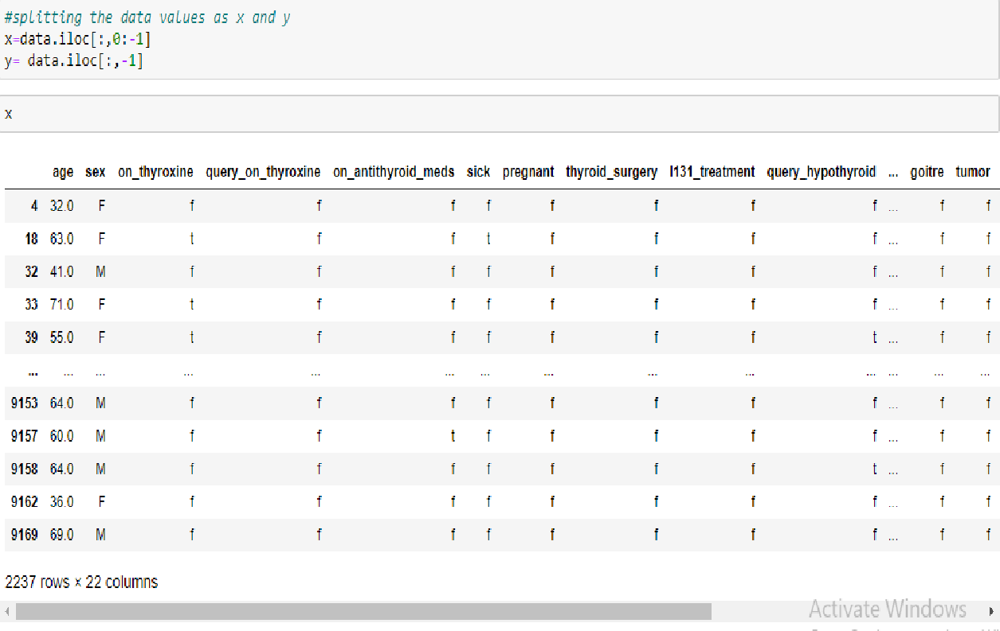 #splitting the data values as x and y
x=data.iloc[:,0:-1]
y= data.iloc[:,-1]
x
age sex on_thyroxine query_on_thyroxine on_antithyroid_meds sick pregnant thyroid_surgery I131_treatment query_hypothyroid ... goitre tumor
4 32.0 F f f f f f f f f ... f f
18 63.0 F t f f t f f f f ... f f
32 41.0 M f f f f f f f f ... f f
33 71.0 F t f f f f f f f ... f f
39 55.0 F t f f f f f f t ... f f
... ... ... ... ... ... ... ... ... ... ... ... ... ...
9153 64.0 M f f f f f f f f ... f f
9157 60.0 M f f t f f f f f ... f f
9158 64.0 M f f f f f f f t ... f f
9162 36.0 F f f f f f f f f ... f f
9169 69.0 M f f f f f f f f ... f f
2237 rows × 22 columns
Activate Windows